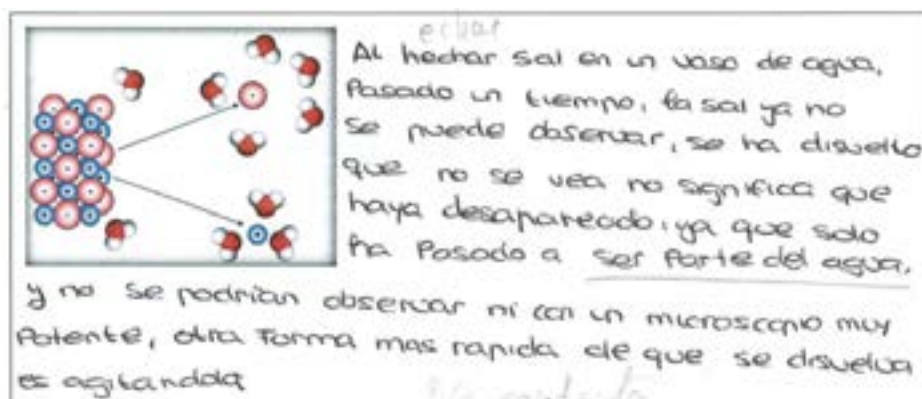 echar
Al hechar sal en un vaso de agua,
Pasado un tiempo, la sal ya no
se puede observar, se ha disuelto
que no se vea no significa que
haya desaparecido, ya que solo
ha Pasado a ser Parte del agua,
y no se podrían observar ni con un microscopio muy
Potente, otra Forma mas rapida de que se disuelva
es agitandola